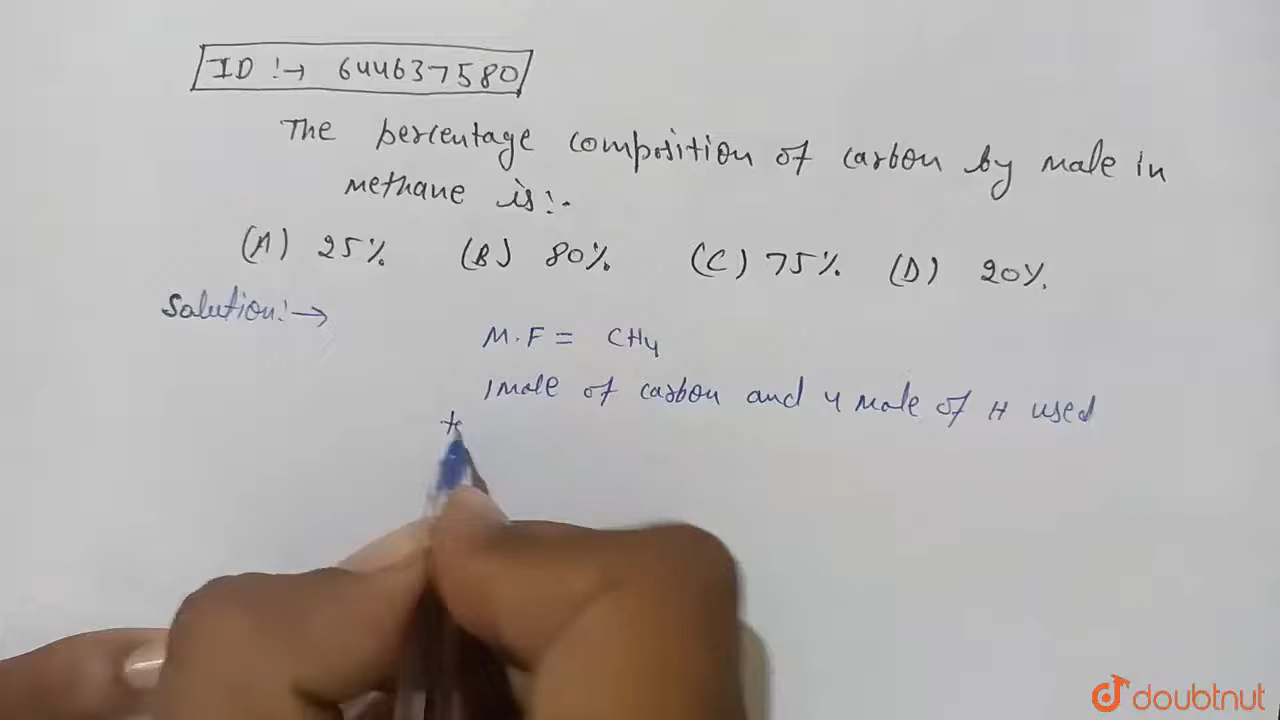 ID :→ 644637580
The percentage composition of carbon by mole in
methane is:-
(A) 25% (B) 80% (C) 75% (D) 20%.
Solution:→
M.F = CH4
1 mole of carbon and 4 mole of H used
to
doubtnut